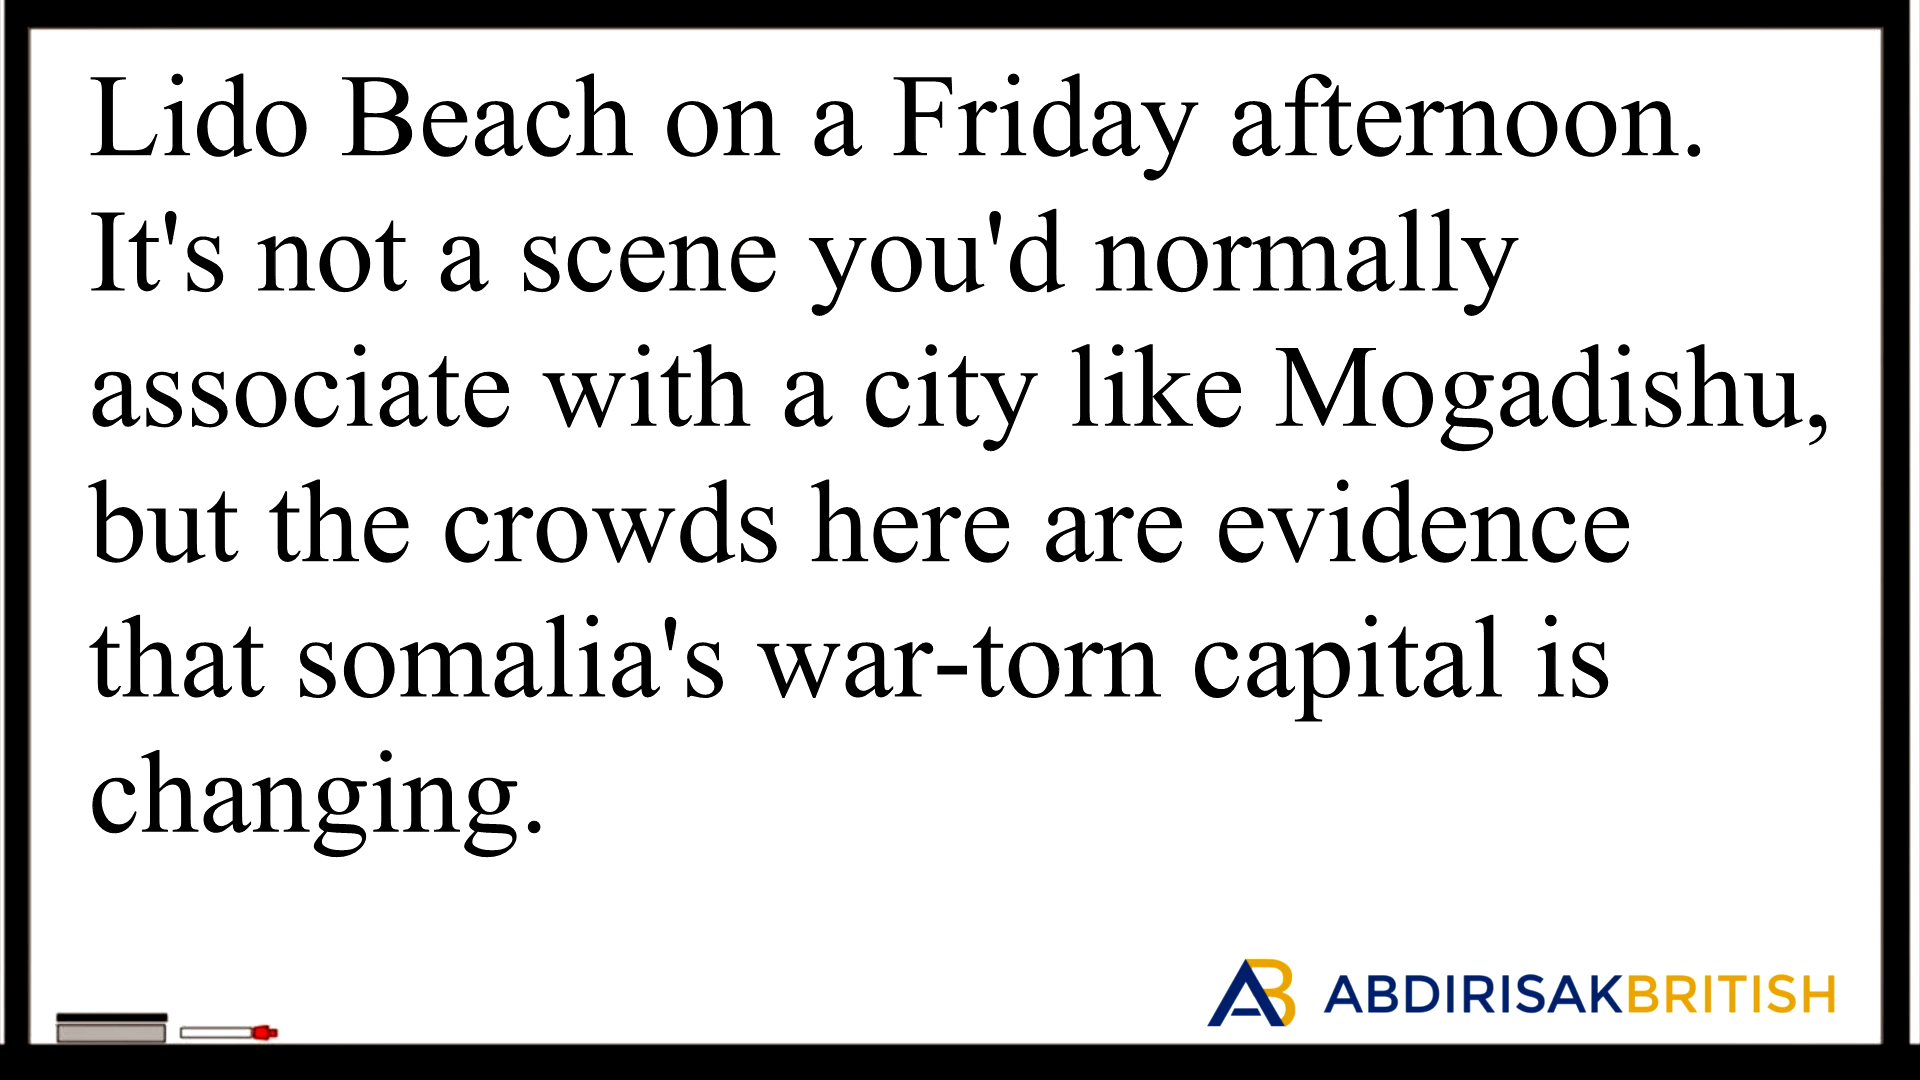 Lido Beach on a Friday afternoon.
It's not a scene you'd normally
associate with a city like Mogadishu,
but the crowds here are evidence
that somalia's war-torn capital is
changing.
AB ABDIRISAKBRITISH